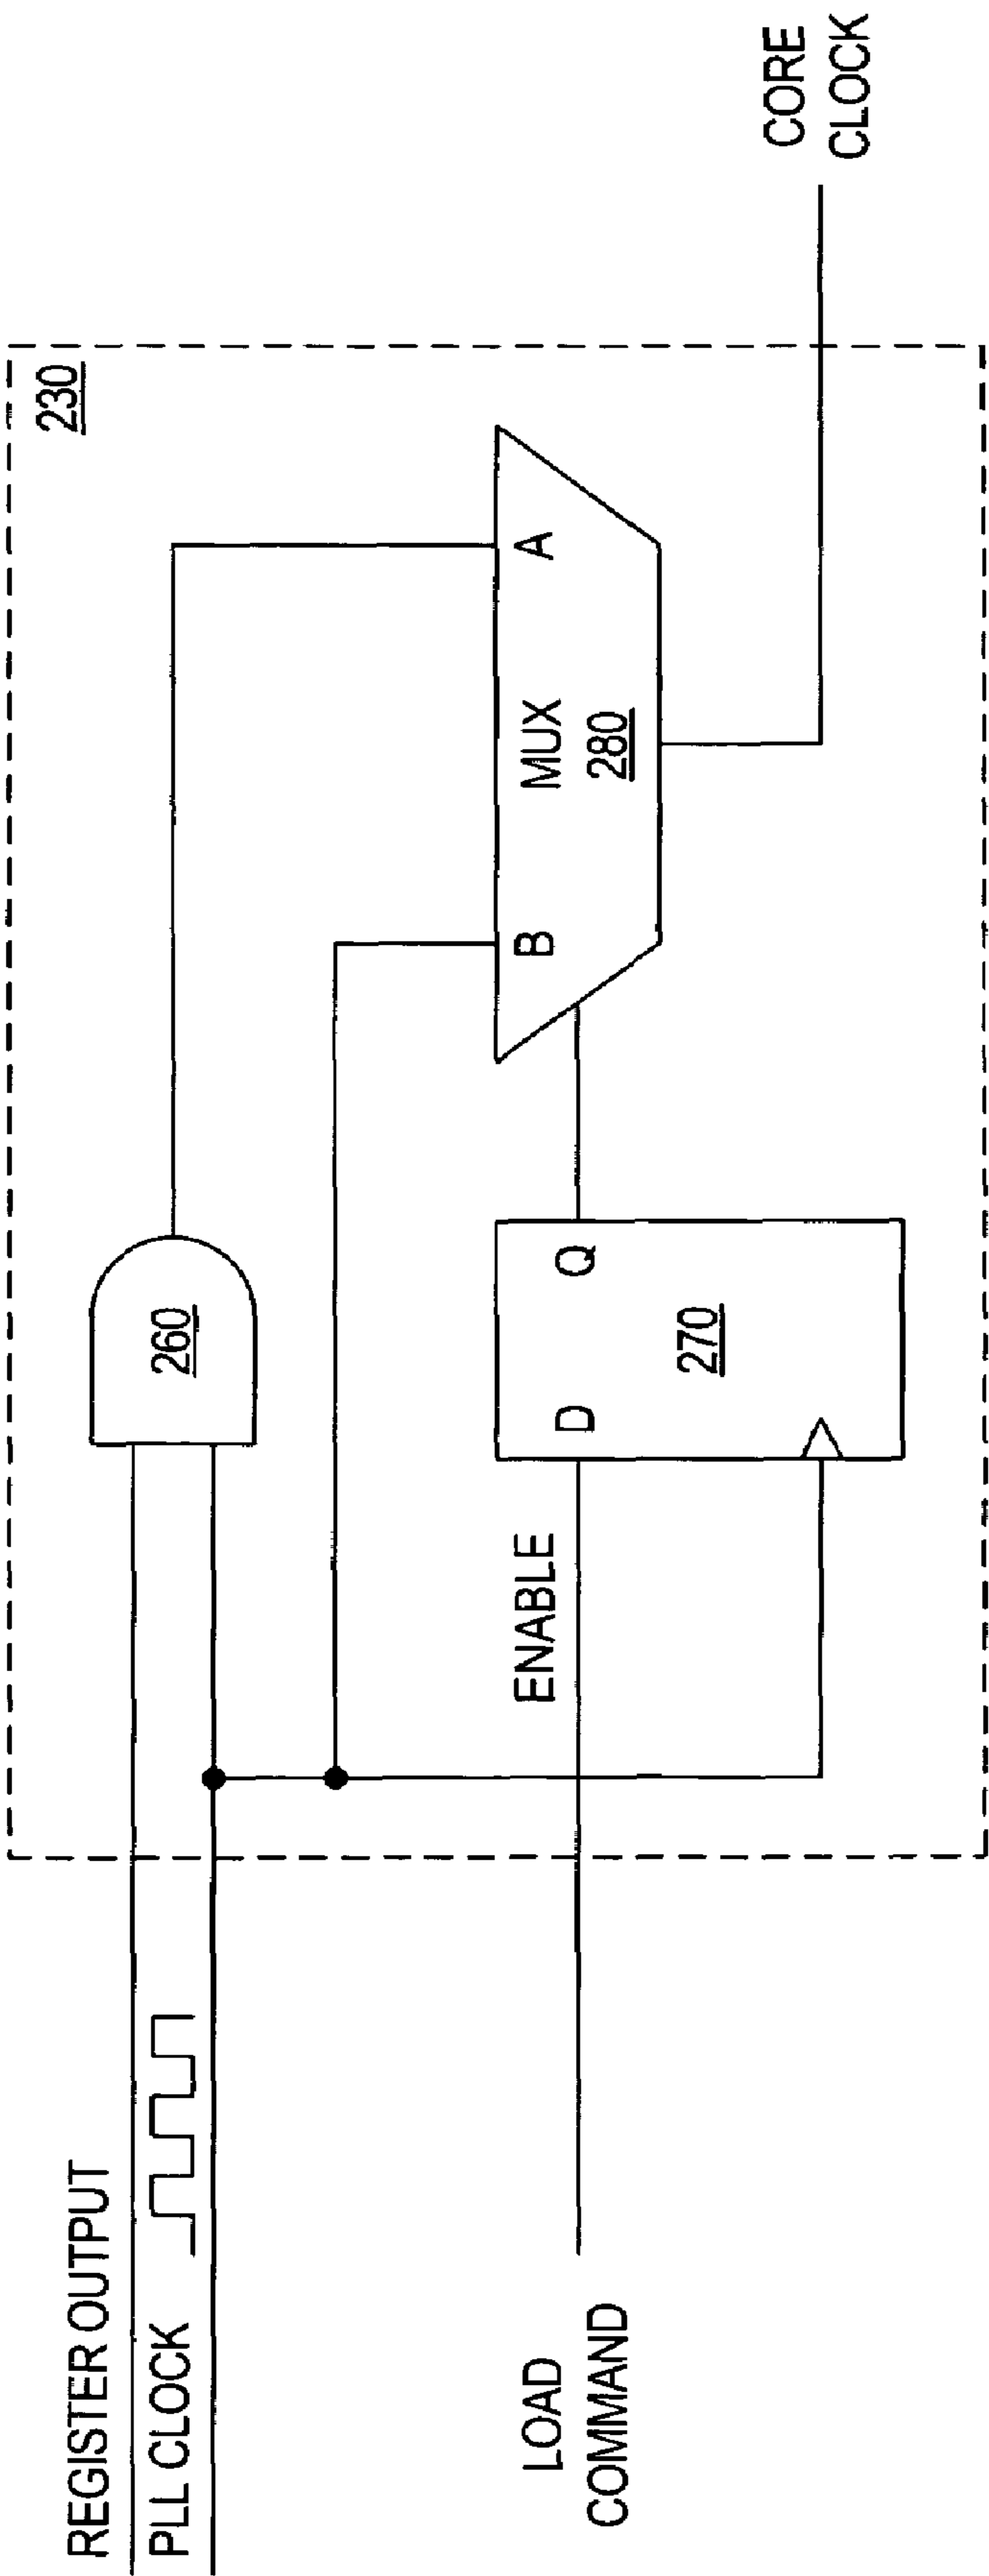 REGISTER OUTPUT
PLL CLOCK
LOAD
COMMAND
230
260
ENABLE
D
Q
270
B
A
MUX
280
CORE
CLOCK